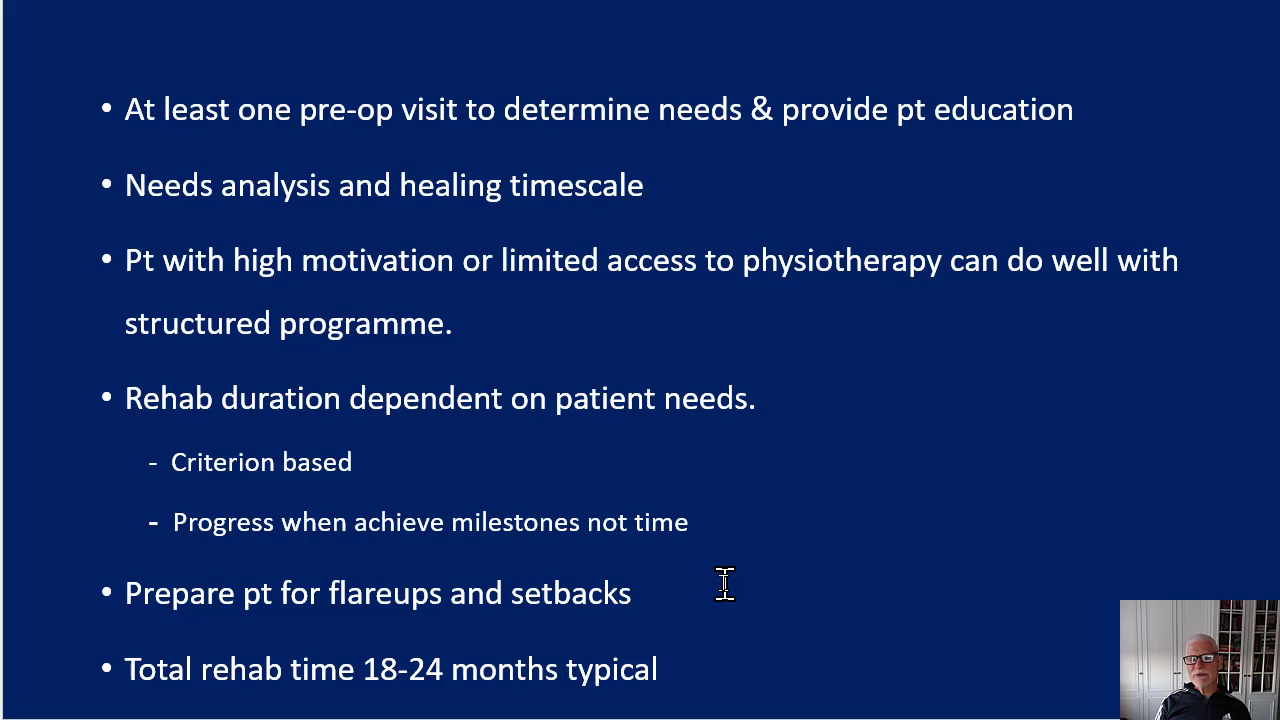 • At least one pre-op visit to determine needs & provide pt education
• Needs analysis and healing timescale
• Pt with high motivation or limited access to physiotherapy can do well with
structured programme.
• Rehab duration dependent on patient needs.
- Criterion based
- Progress when achieve milestones not time
• Prepare pt for flareups and setbacks
• Total rehab time 18-24 months typical